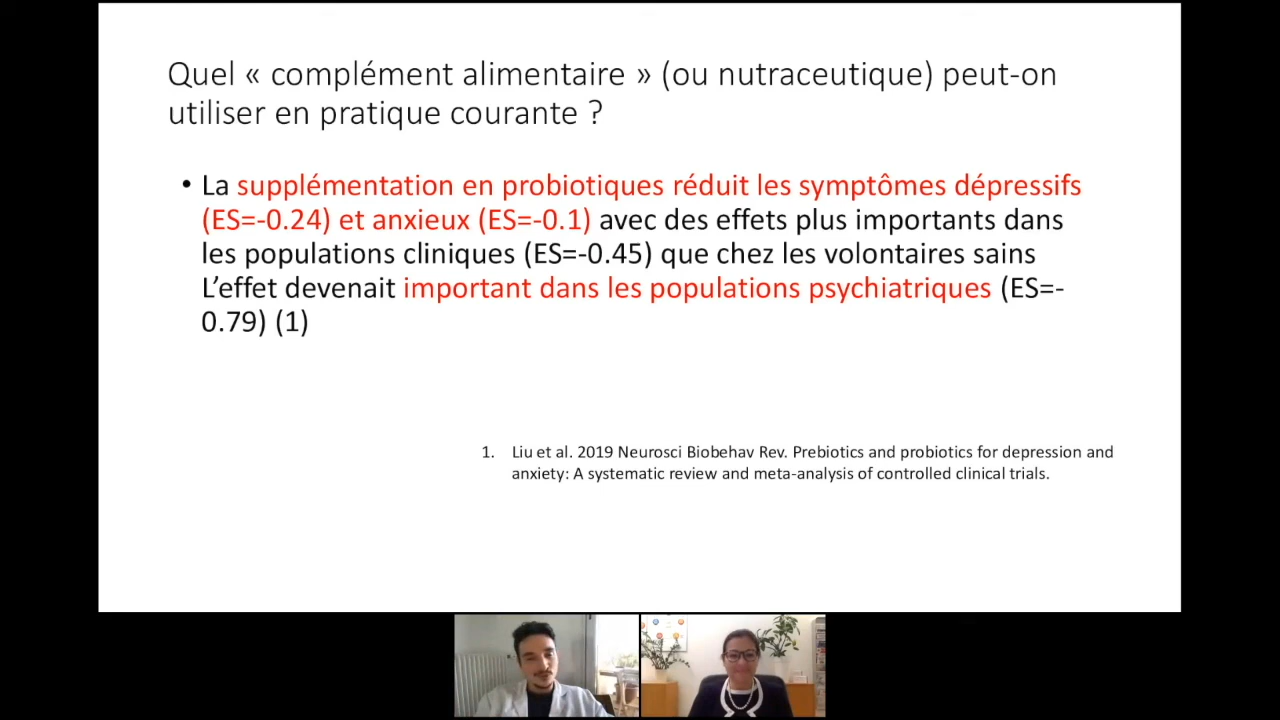 Quel « complément alimentaire » (ou nutraceutique) peut-on
utiliser en pratique courante ?
• La supplémentation en probiotiques réduit les symptômes dépressifs
(ES=-0.24) et anxieux (ES=-0.1) avec des effets plus importants dans
les populations cliniques (ES=-0.45) que chez les volontaires sains
L’effet devenait important dans les populations psychiatriques (ES=-
0.79) (1)
1. Liu et al. 2019 Neurosci Biobehav Rev. Prebiotics and probiotics for depression and
anxiety: A systematic review and meta-analysis of controlled clinical trials.